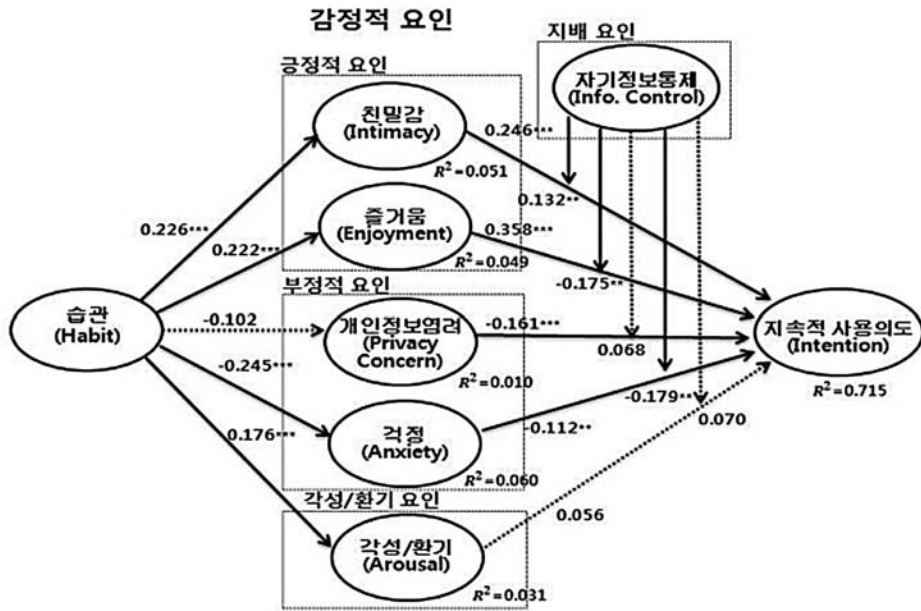 감정적 요인
지배 요인
긍정적 요인
자기정보통제
(Info. Control)
친밀감
(Intimacy)
0.246***
R²=0.051
0.132**
0.226***
즐거움
(Enjoyment)
0.358***
0.222***
R²=0.049
-0.175**
부정적 요인
습관
(Habit)
-0.102
개인정보염려
(Privacy
Concern)
-0.161***
0.068
지속적 사용의도
(Intention)
R²=0.715
-0.245***
R²=0.010
-0.179**
0.070
걱정
(Anxiety)
-0.112**
0.176***
R²=0.060
각성/환기 요인
0.056
각성/환기
(Arousal)
R²=0.031